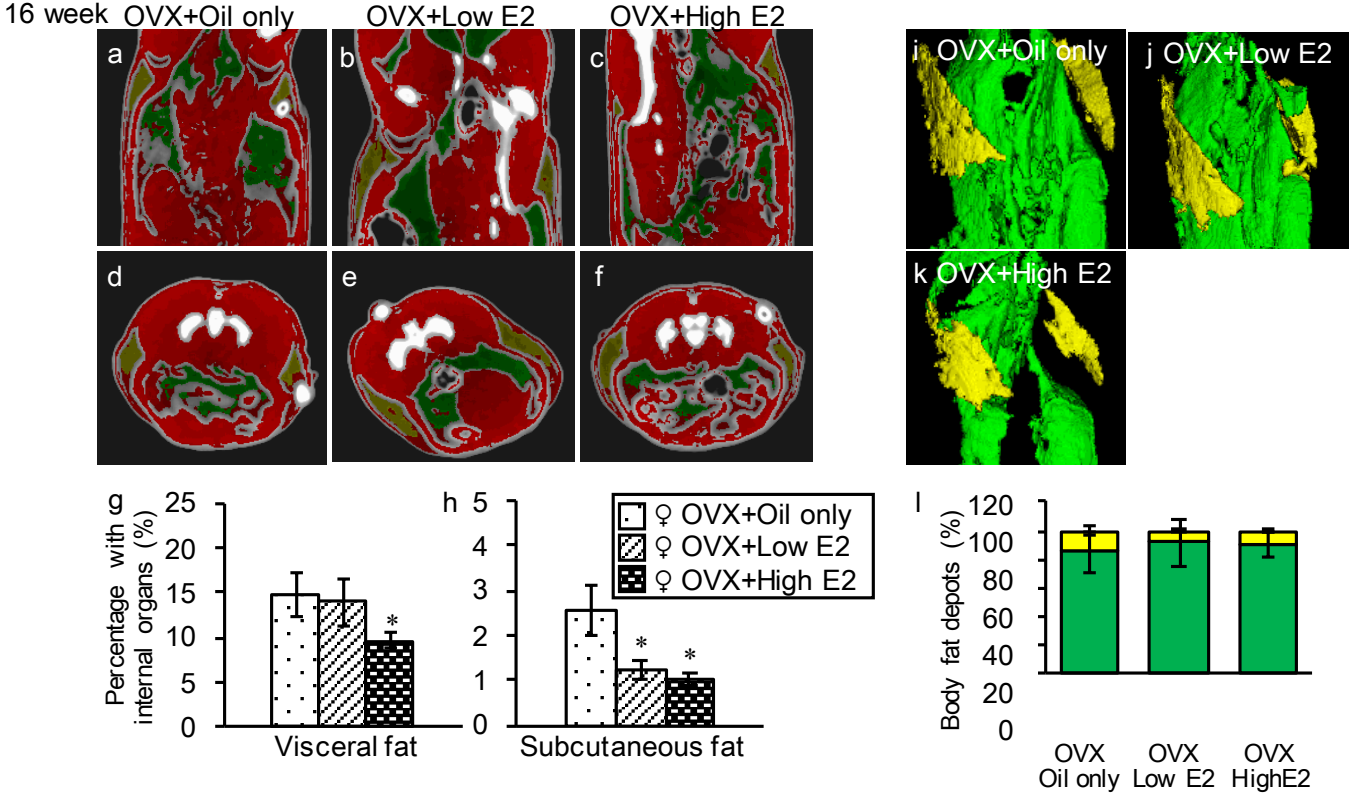 16 week
OVX+Oil only
OVX+Low E2
OVX+High E2
a
b
c
d
e
f
i OVX+Oil only
j OVX+Low E2
k OVX+High E2
g
Percentage with
internal organs (%)
25
20
15
10
5
0
*
Visceral fat
h
5
4
3
2
1
0
*
*
Subcutaneous fat
♀ OVX+Oil only
♀ OVX+Low E2
♀ OVX+High E2
l
Body fat depots (%)
120
100
80
60
40
20
0
OVX
Oil only
OVX
Low E2
OVX
HighE2